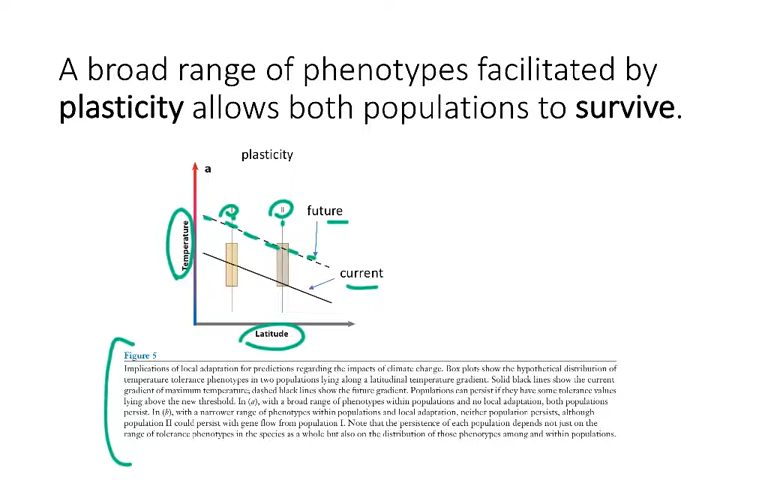 A broad range of phenotypes facilitated by
plasticity allows both populations to survive.
plasticity
a
future
Temperature
current
Latitude
Figure 5
Implications of local adaptation for predictions regarding the impacts of climate change. Box plots show the hypothetical distribution of
temperature tolerance phenotypes in two populations lying along a latitudinal temperature gradient. Solid black lines show the current
gradient of maximum temperature; dashed black lines show the future gradient. Populations can persist if they have some tolerance values
lying above the new threshold. In (a), with a broad range of phenotypes within populations and no local adaptation, both populations
persist. In (b), with a narrower range of phenotypes within populations and local adaptation, neither population persists, although
population II could persist with gene flow from population I. Note that the persistence of each population depends not just on the
range of tolerance phenotypes in the species as a whole but also on the distribution of those phenotypes among and within populations.